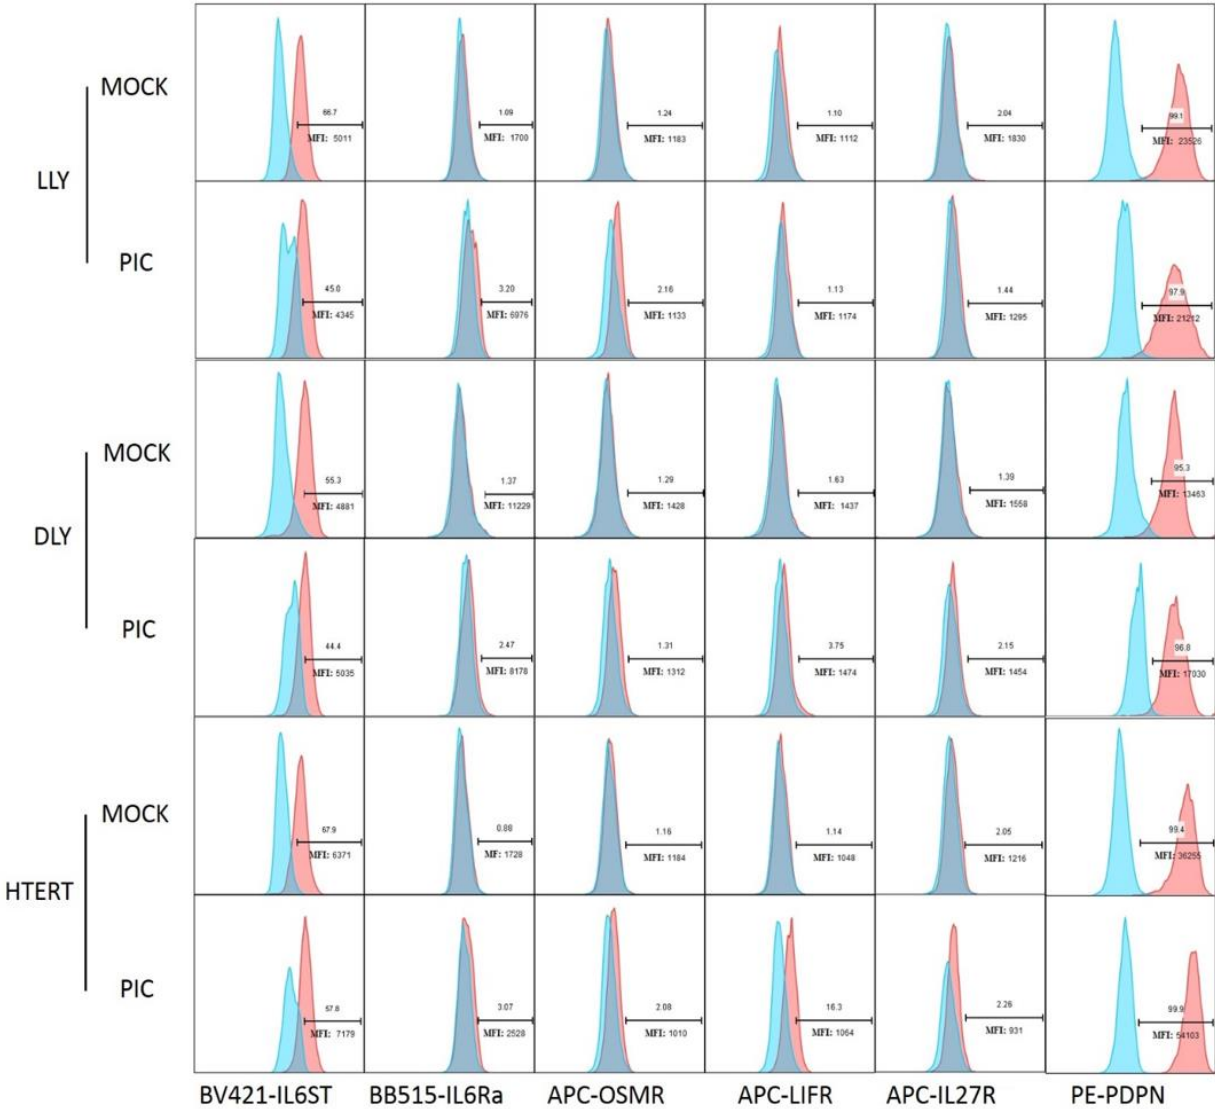 LLY
MOCK
66.7
MFI: 5011
1.09
MFI: 1700
1.24
MFI: 1183
1.10
MFI: 1112
2.04
MFI: 1830
99.1
MFI: 23526
PIC
45.0
MFI: 4345
3.20
MFI: 6976
2.16
MFI: 1133
1.13
MFI: 1174
1.44
MFI: 1295
97.9
MFI: 21212
DLY
MOCK
55.3
MFI: 4881
1.37
MFI: 11229
1.29
MFI: 1428
1.63
MFI: 1437
1.39
MFI: 1558
95.3
MFI: 13463
PIC
44.4
MFI: 5035
2.47
MFI: 8178
1.31
MFI: 1312
3.75
MFI: 1474
2.15
MFI: 1454
96.8
MFI: 17030
HTERT
MOCK
67.9
MFI: 6371
0.88
MF: 1728
1.16
MFI: 1184
1.14
MFI: 1048
2.05
MFI: 1216
99.4
MFI: 36255
PIC
57.8
MFI: 7179
3.07
MFI: 2528
2.08
MFI: 1010
16.3
MFI: 1064
2.26
MFI: 931
99.9
MFI: 54103
BV421-IL6ST
BB515-IL6Ra
APC-OSMR
APC-LIFR
APC-IL27R
PE-PDPN